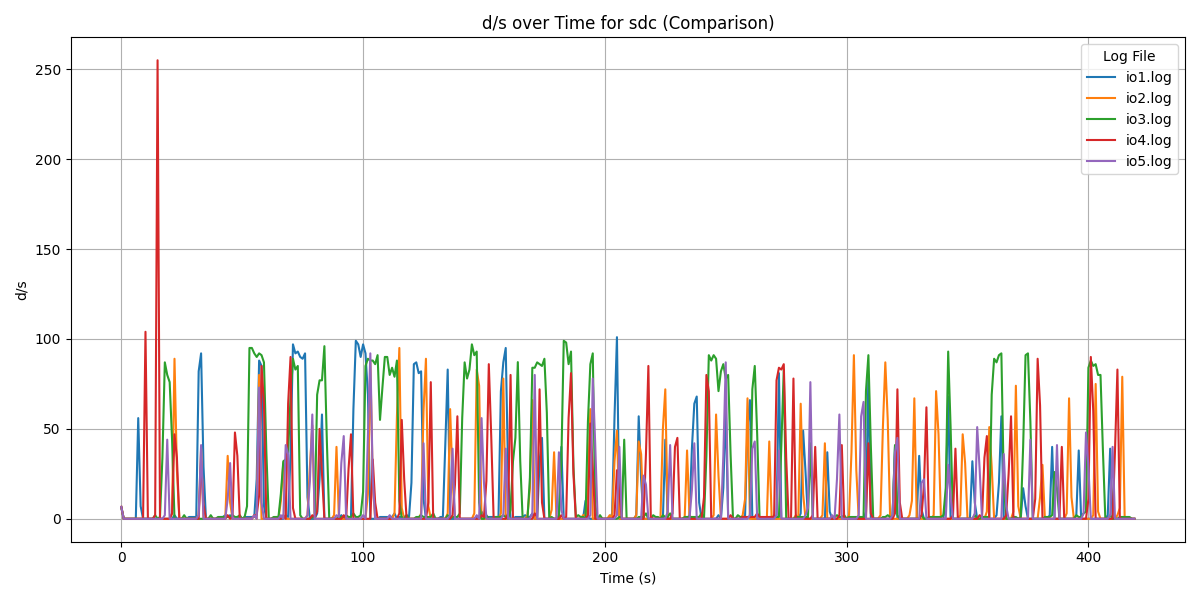 d/s over Time for sdc (Comparison)
d/s
250
200
150
100
50
0
0 100 200 300 400
Time (s)
Log File
io1.log
io2.log
io3.log
io4.log
io5.log